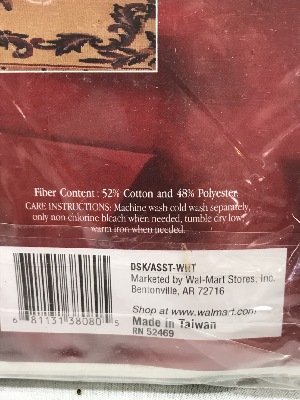 Fiber Content : 52% Cotton and 48% Polyester
CARE INSTRUCTIONS: Machine wash cold wash separately,
only non-chlorine bleach when needed, tumble dry low,
warm iron when needed.
DSK/ASST-WHT
Marketed by Wal-Mart Stores, Inc.
Bentonville, AR 72716
Shop at www.walmart.com
Made in Taiwan
RN 52469
6 81131 38080 5